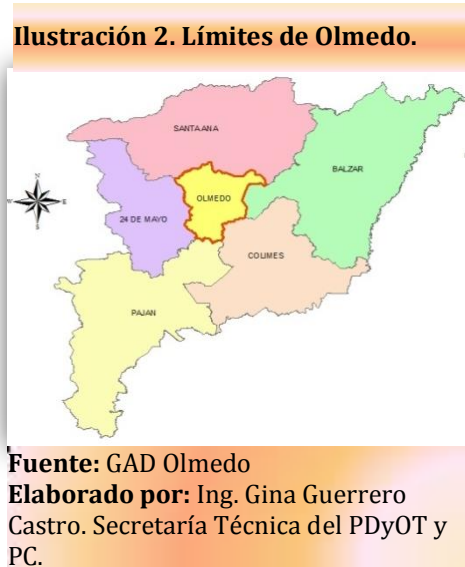 Ilustración 2. Límites de Olmedo.
SANTA ANA
BALZAR
N
W
E
S
OLMEDO
24 DE MAYO
COLIMES
PAJAN
Fuente: GAD Olmedo
Elaborado por: Ing. Gina Guerrero
Castro. Secretaría Técnica del PDyOT y
PC.